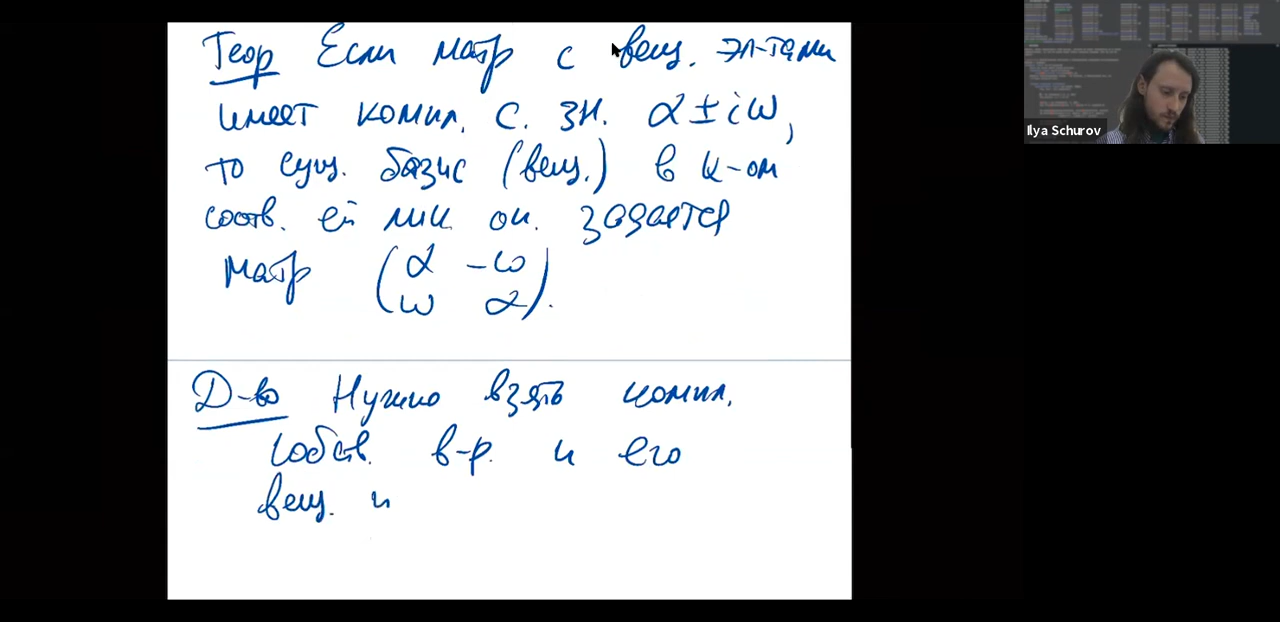 Теор Если матр с вещ. эл-тами
имеет компл. с. зн. α ± iω,
то сущ. базис (вещ.) в к-ом
соотв. ей лин. оп. задаётся
матр (α -ω
ω α).
Д-во Нужно взять компл.
собств. в-р. и его
вещ. и
Ilya Schurov